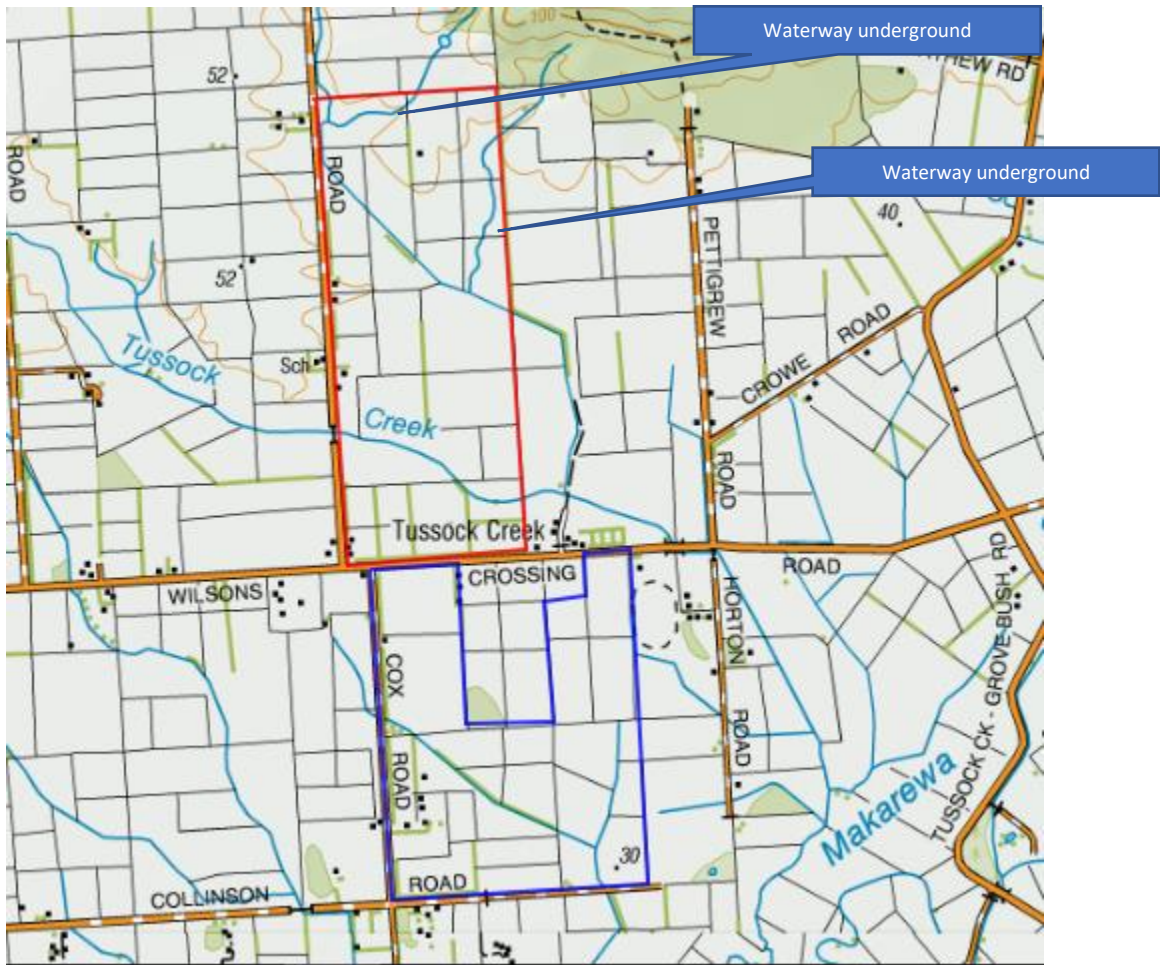 Waterway underground
100
THEW RD
52
ROAD
ROAD
Waterway underground
40
52
PETTIGREW
ROAD
CROWE
Tussock
Sch
Creek
ROAD
Tussock Creek
CROSSING
ROAD
WILSONS
HORTON
COX
ROAD
ROAD
TUSSOCK CK - GROVE BUSH RD
Makarewa
30
COLLINSON
ROAD